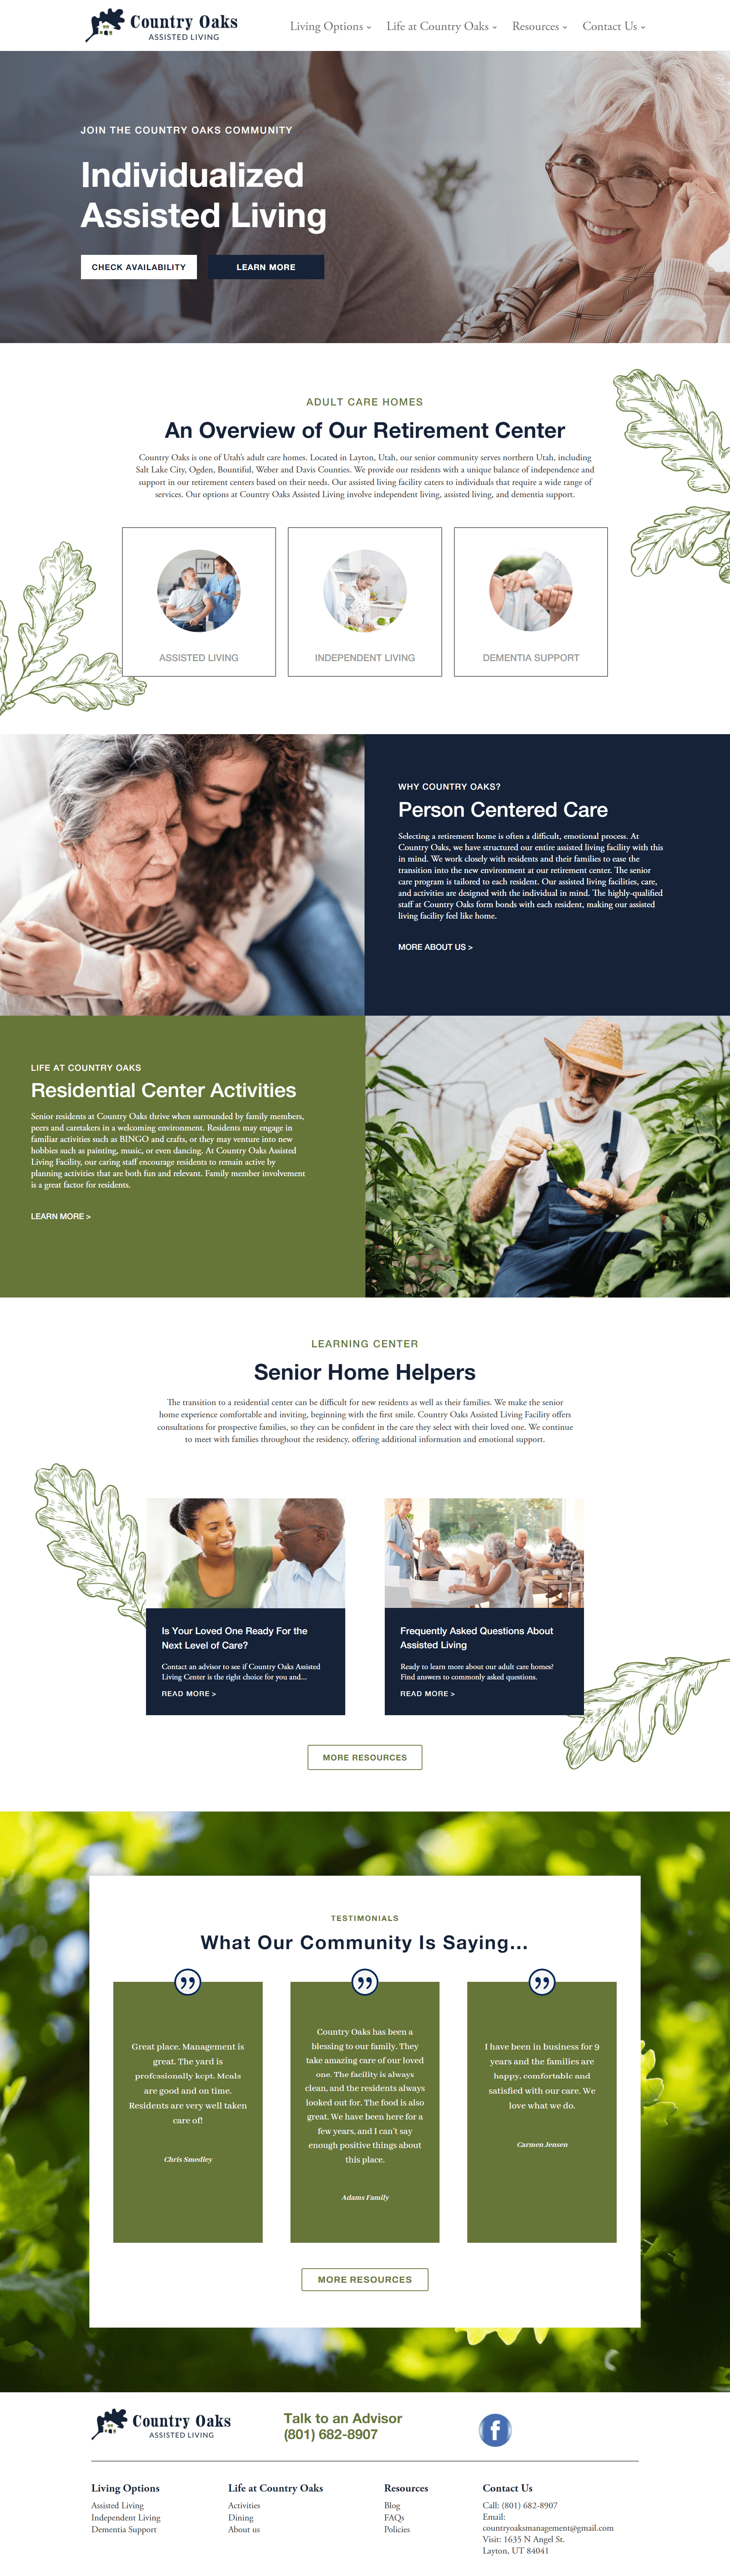 Country Oaks
ASSISTED LIVING
Living Options
Life at Country Oaks
Resources
Contact Us
JOIN THE COUNTRY OAKS COMMUNITY
Individualized
Assisted Living
CHECK AVAILABILITY
LEARN MORE
ADULT CARE HOMES
An Overview of Our Retirement Center
Country Oaks is one of Utah's adult care homes. Located in Layton, Utah, our senior community serves northern Utah, including
Salt Lake City, Ogden, Bountiful, Weber and Davis Counties. We provide our residents with a unique balance of independence and
support in our retirement centers based on their needs. Our assisted living facility caters to individuals that require a wide range of
services. Our options at Country Oaks Assisted Living involve independent living, assisted living, and dementia support.
ASSISTED LIVING
INDEPENDENT LIVING
DEMENTIA SUPPORT
WHY COUNTRY OAKS?
Person Centered Care
Selecting a retirement home is often a difficult, emotional process. At
Country Oaks, we have structured our entire assisted living facility with this
in mind. We work closely with residents and their families to ease the
transition into the new environment at our retirement center. The senior
care program is tailored to each resident. Our assisted living facilities, care,
and activities are designed with the individual in mind. The highly-qualified
staff at Country Oaks form bonds with each resident, making our assisted
living facility feel like home.
MORE ABOUT US >
LIFE AT COUNTRY OAKS
Residential Center Activities
Senior residents at Country Oaks thrive when surrounded by family members,
peers and caretakers in a welcoming environment. Residents may engage in
familiar activities such as BINGO and crafts, or they may venture into new
hobbies such as painting, music, or even dancing. At Country Oaks Assisted
Living Facility, our caring staff encourage residents to remain active by
planning activities that are both fun and relevant. Family member involvement
is a great factor for residents.
LEARN MORE >
LEARNING CENTER
Senior Home Helpers
The transition to a residential center can be difficult for new residents as well as their families. We make the senior
home experience comfortable and inviting, beginning with the first smile. Country Oaks Assisted Living Facility offers
consultations for prospective families, so they can be confident in the care they select with their loved one. We continue
to meet with families throughout the residency, offering additional information and emotional support.
Is Your Loved One Ready For the
Next Level of Care?
Contact an advisor to see if Country Oaks Assisted
Living Center is the right choice for you and...
READ MORE >
Frequently Asked Questions About
Assisted Living
Ready to learn more about our adult care homes?
Find answers to commonly asked questions.
READ MORE >
MORE RESOURCES
TESTIMONIALS
What Our Community Is Saying...
Great place. Management is
great. The yard is
professionally kept. Meals
are good and on time.
Residents are very well taken
care of!
Chris Smedley
Country Oaks has been a
blessing to our family. They
take amazing care of our loved
one. The facility is always
clean, and the residents always
looked out for. The food is also
great. We have been here for a
few years, and I can't say
enough positive things about
this place.
Adams Family
I have been in business for 9
years and the families are
happy, comfortable and
satisfied with our care. We
love what we do.
Carmen Jensen
MORE RESOURCES
Country Oaks
ASSISTED LIVING
Talk to an Advisor
(801) 682-8907
f
Living Options
Assisted Living
Independent Living
Dementia Support
Life at Country Oaks
Activities
Dining
About us
Resources
Blog
FAQs
Policies
Contact Us
Call: (801) 682-8907
Email:
countryoaksmanagement@gmail.com
Visit: 1635 N Angel St.
Layton, UT 84041